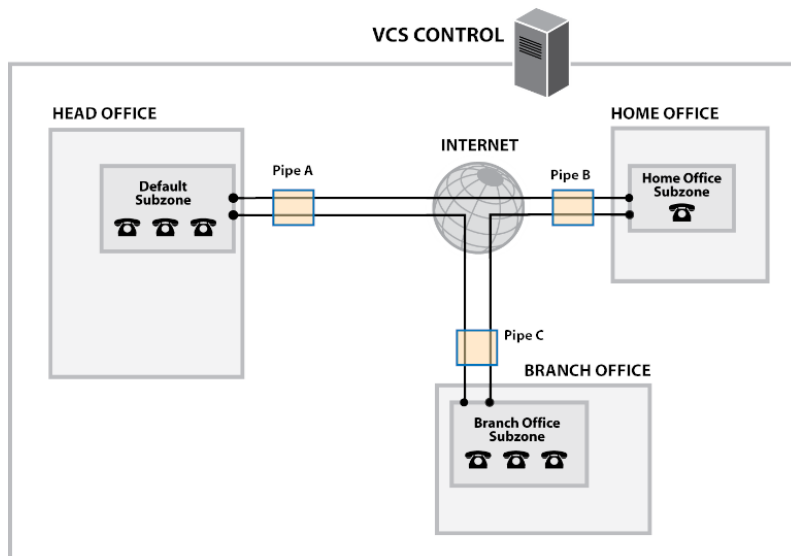 VCS CONTROL
HEAD OFFICE
HOME OFFICE
INTERNET
Pipe A
Pipe B
Default
Subzone
Home Office
Subzone
Pipe C
BRANCH OFFICE
Branch Office
Subzone